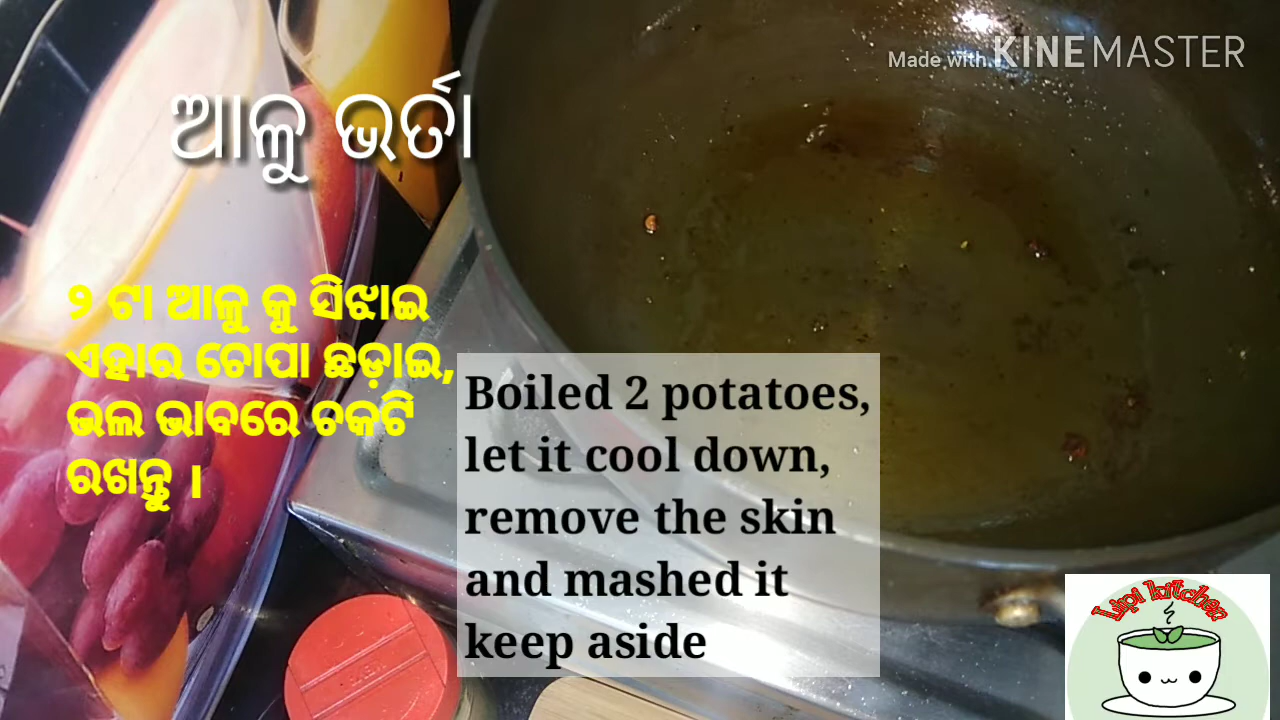 Made with KINEMASTER
ଆଳୁ ଭର୍ତା
୨ ଟା ଆଳୁ କୁ ସିଝାଇ
ଏହାର ଚୋପା ଛଡ଼ାଇ,
ଭଲ ଭାବରେ ଚକଟି
ରଖନ୍ତୁ ।
Boiled 2 potatoes,
let it cool down,
remove the skin
and mashed it
keep aside
Lipi kitchen